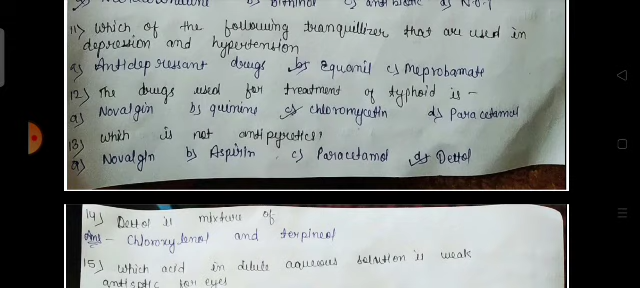 bithinol c) antibiotic d) N.O.T
11) which of the following tranquillizer that are used in
depression and hypertension
a) Antidepressant drugs b) Equanil c) Meprobamate
12) The drugs used for treatment of typhoid is -
a) Novalgin b) quinine c) chloromycetin d) Paracetamol
13) which is not antipyretics?
a) Novalgin b) Aspirin c) Paracetamol d) Dettol
14) Dettol is mixture of
Ans - Chloroxylenol and terpineol
15) which acid in dilute aqueous solution is weak
antiseptic for eyes